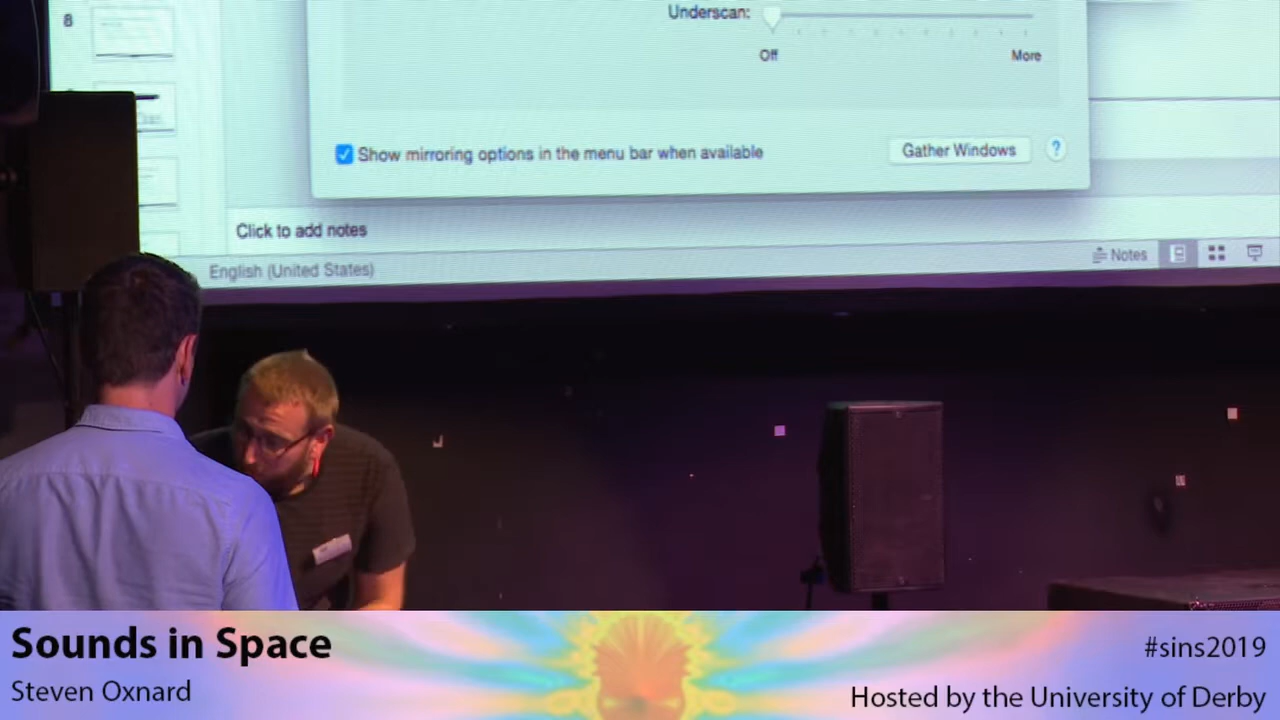 8
Underscan:
Off
More
Show mirroring options in the menu bar when available
Gather Windows
?
Click to add notes
English (United States)
Notes
Sounds in Space
#sins2019
Steven Oxnard
Hosted by the University of Derby